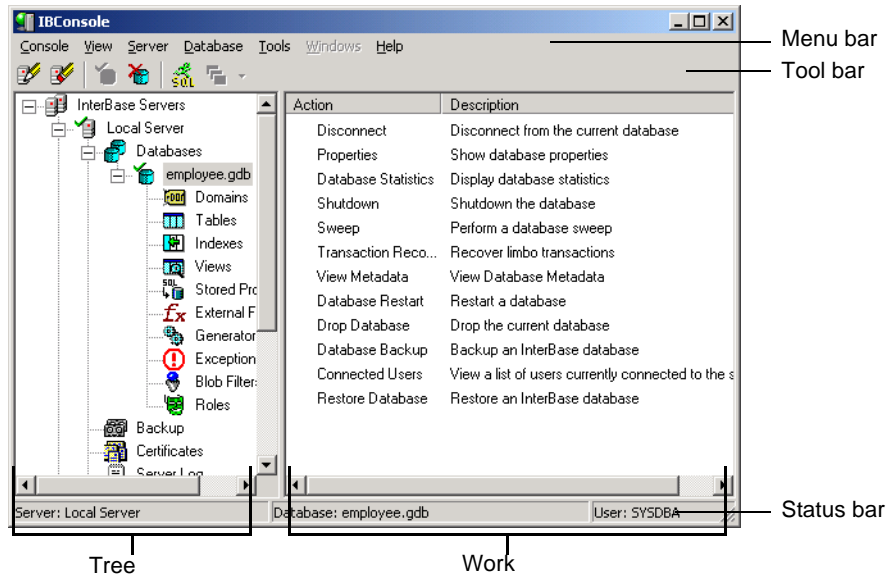 IBConsole
Console View Server Database Tools Windows Help
Menu bar
Tool bar
SQL
InterBase Servers
Local Server
Databases
employee.gdb
Domains
Tables
Indexes
Views
Stored Pro
External F
Generator
Exception
Blob Filter
Roles
Backup
Certificates
Server Log
Action Description
Disconnect Disconnect from the current database
Properties Show database properties
Database Statistics Display database statistics
Shutdown Shutdown the database
Sweep Perform a database sweep
Transaction Reco... Recover limbo transactions
View Metadata View Database Metadata
Database Restart Restart a database
Drop Database Drop the current database
Database Backup Backup an InterBase database
Connected Users View a list of users currently connected to the s
Restore Database Restore an InterBase database
Server: Local Server Database: employee.gdb User: SYSDBA
Status bar
Tree Work